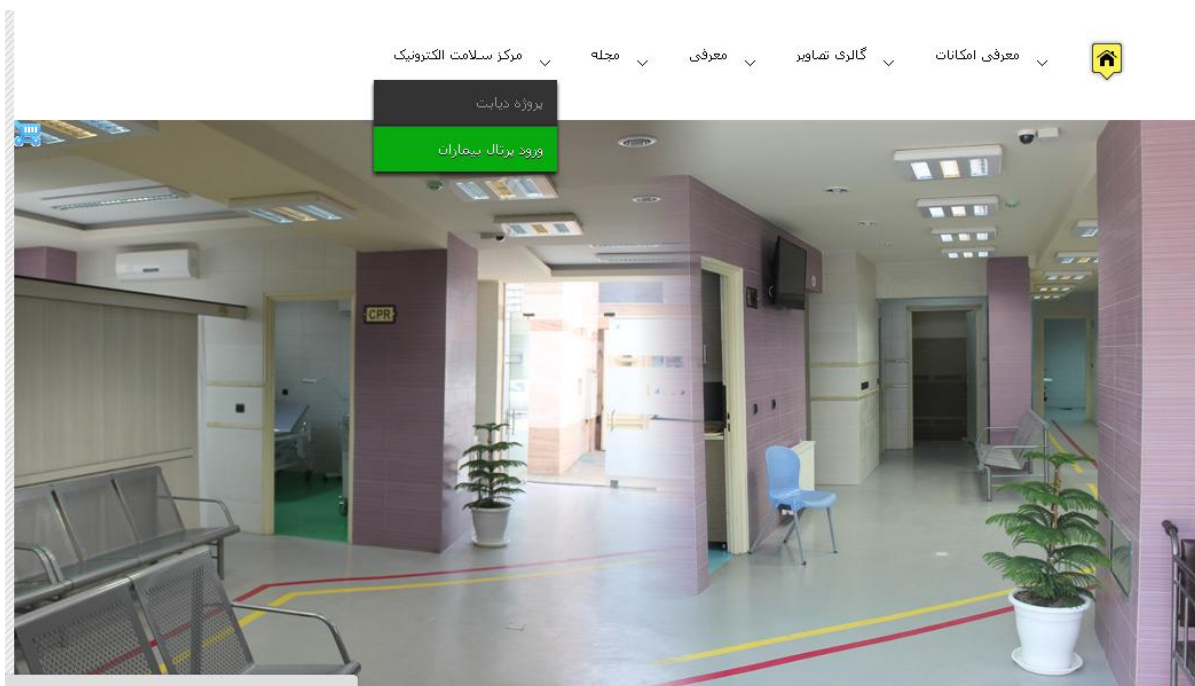 معرفی امکانات گالری تصاویر معرفی مجله مرکز سلامت الکترونیک
پروژه دیابت
ورود پرتال بیماران
CPR